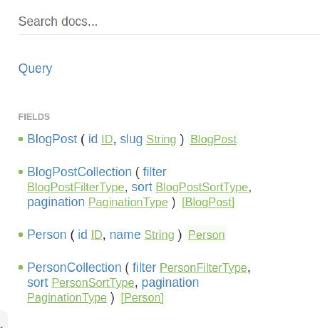 Search docs...
Query
FIELDS
BlogPost ( id ID, slug String ) BlogPost
BlogPostCollection ( filter
BlogPostFilterType, sort BlogPostSortType,
pagination PaginationType ) [BlogPost]
Person ( id ID, name String ) Person
PersonCollection ( filter PersonFilterType,
sort PersonSortType, pagination
PaginationType ) [Person]